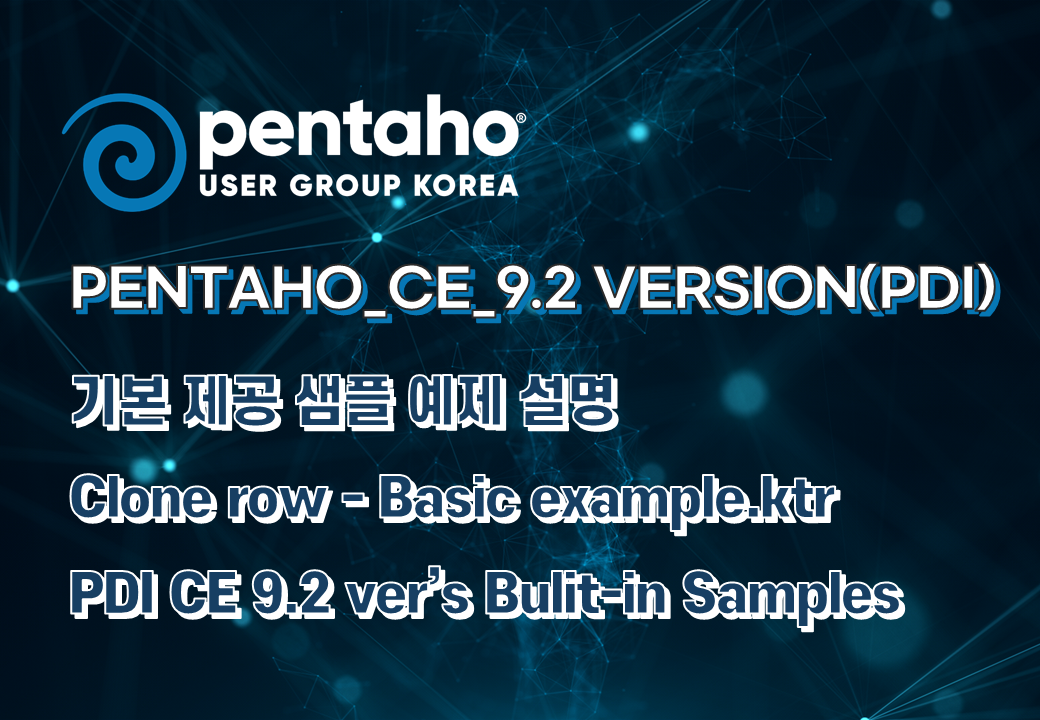 pentaho®
USER GROUP KOREA
PENTAHO_CE_9.2 VERSION(PDI)
기본 제공 샘플 예제 설명
Clone row - Basic example.ktr
PDI CE 9.2 ver's Bulit-in Samples